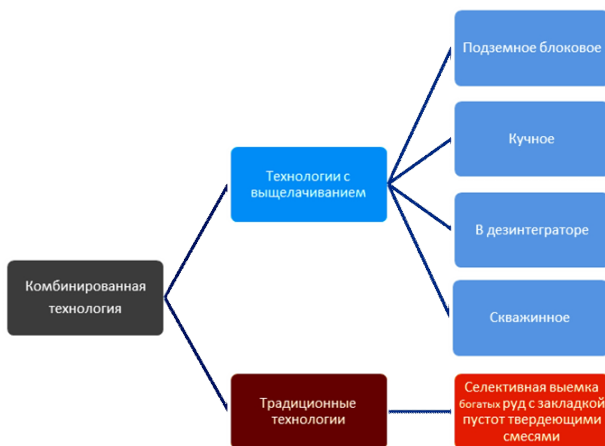 Подземное блоковое
Кучное
Технологии с
выщелачиванием
В дезинтеграторе
Комбинированная
технология
Скважинное
Традиционные
технологии
Селективная выемка
богатых руд с закладкой
пустот твердеющими
смесями